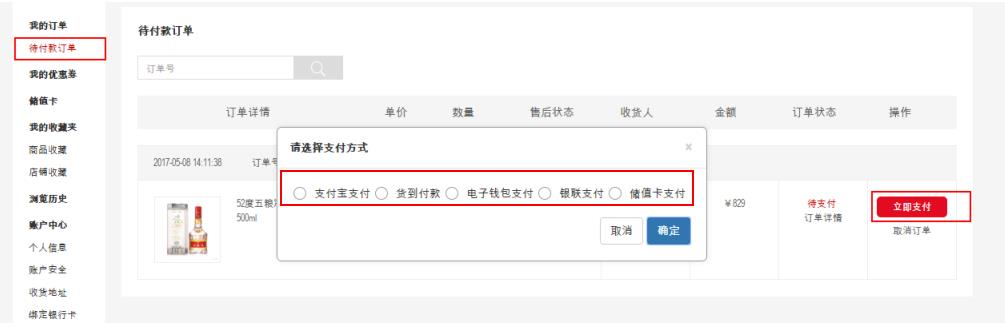 我的订单
待付款订单
我的优惠券
储值卡
我的收藏夹
商品收藏
店铺收藏
浏览历史
账户中心
个人信息
账户安全
收货地址
绑定银行卡
待付款订单
订单号
订单详情 单价 数量 售后状态 收货人 金额 订单状态 操作
2017-05-08 14:11:38 订单号
52度五粮
500ml
¥829
待支付
订单详情
立即支付
取消订单
请选择支付方式 ×
支付宝支付 货到付款 电子钱包支付 银联支付 储值卡支付
取消 确定